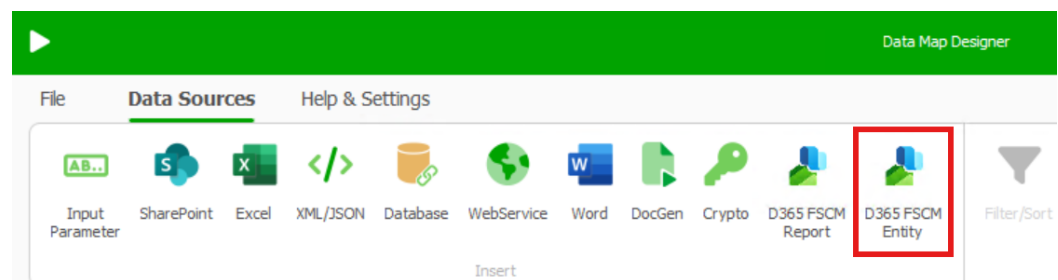 Data Map Designer
File Data Sources Help & Settings
AB..
S X W
Input SharePoint Excel XML/JSON Database WebService Word DocGen Crypto D365 FSCM D365 FSCM Filter/Sort
Parameter Report Entity
Insert